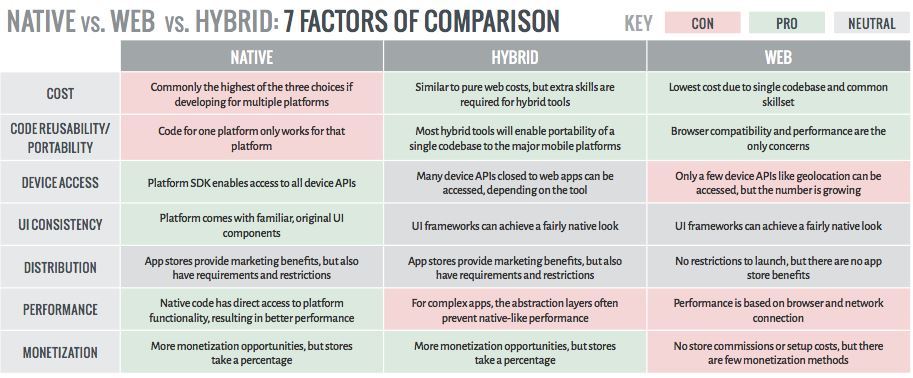 NATIVE vs. WEB vs. HYBRID: 7 FACTORS OF COMPARISON
KEY
CON
PRO
NEUTRAL
NATIVE
HYBRID
WEB
COST
Commonly the highest of the three choices if
developing for multiple platforms
Similar to pure web costs, but extra skills are
required for hybrid tools
Lowest cost due to single codebase and common
skillset
CODE REUSABILITY/
PORTABILITY
Code for one platform only works for that
platform
Most hybrid tools will enable portability of a
single codebase to the major mobile platforms
Browser compatibility and performance are the
only concerns
DEVICE ACCESS
Platform SDK enables access to all device APIs
Many device APIs closed to web apps can be
accessed, depending on the tool
Only a few device APIs like geolocation can be
accessed, but the number is growing
UI CONSISTENCY
Platform comes with familiar, original UI
components
UI frameworks can achieve a fairly native look
UI frameworks can achieve a fairly native look
DISTRIBUTION
App stores provide marketing benefits, but also
have requirements and restrictions
App stores provide marketing benefits, but also
have requirements and restrictions
No restrictions to launch, but there are no app
store benefits
PERFORMANCE
Native code has direct access to platform
functionality, resulting in better performance
For complex apps, the abstraction layers often
prevent native-like performance
Performance is based on browser and network
connection
MONETIZATION
More monetization opportunities, but stores
take a percentage
More monetization opportunities, but stores
take a percentage
No store commissions or setup costs, but there
are few monetization methods